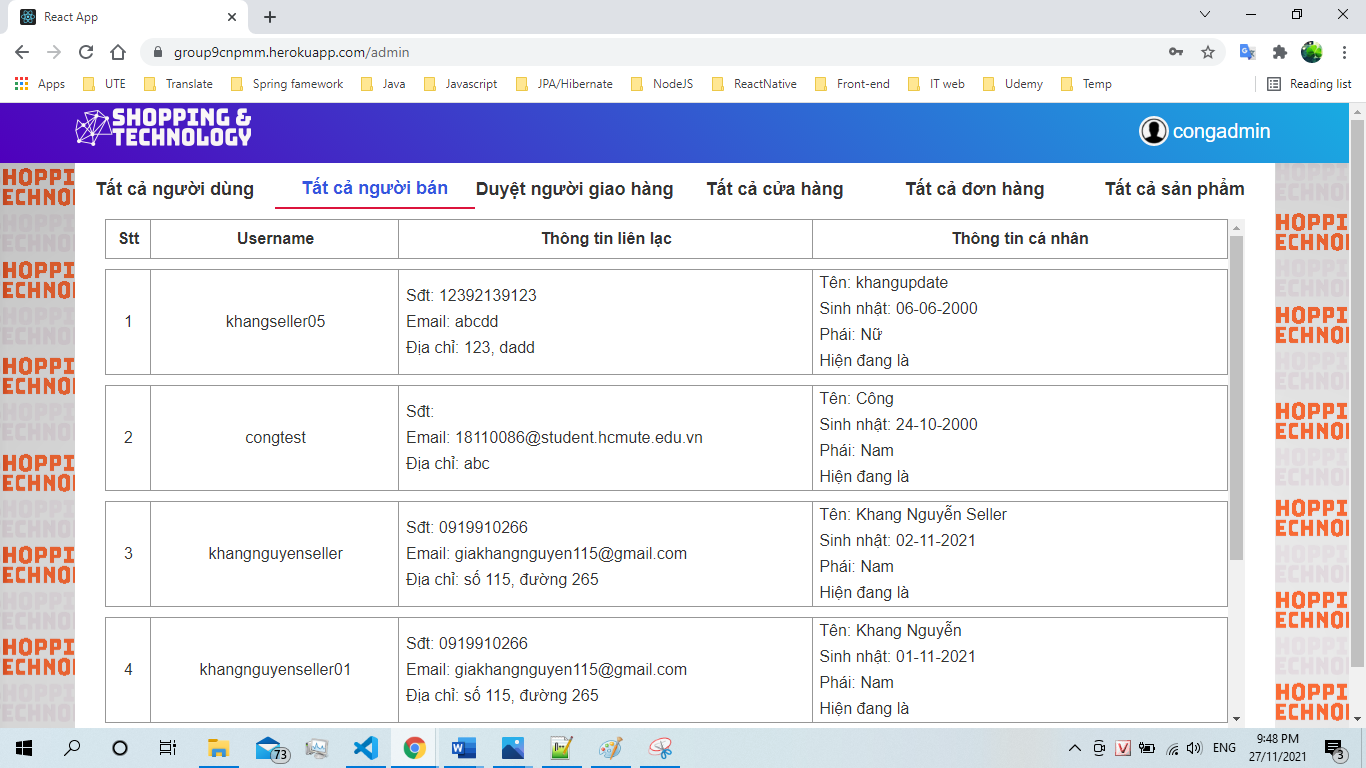 React App
group9cnpmm.herokuapp.com/admin
Apps UTE Translate Spring famework Java Javascript JPA/Hibernate NodeJS ReactNative Front-end IT web Udemy Temp Reading list
SHOPPING &
TECHNOLOGY
congadmin
HOPPI
ECHNOI
Tất cả người dùng Tất cả người bán Duyệt người giao hàng Tất cả cửa hàng Tất cả đơn hàng Tất cả sản phẩm
Stt Username Thông tin liên lạc Thông tin cá nhân
1
khangseller05
Sđt: 12392139123
Email: abcdd
Địa chỉ: 123, dadd
Tên: khangupdate
Sinh nhật: 06-06-2000
Phái: Nữ
Hiện đang là
2
congtest
Sđt:
Email: 18110086@student.hcmute.edu.vn
Địa chỉ: abc
Tên: Công
Sinh nhật: 24-10-2000
Phái: Nam
Hiện đang là
3
khangnguyenseller
Sđt: 0919910266
Email: giakhangnguyen115@gmail.com
Địa chỉ: số 115, đường 265
Tên: Khang Nguyễn Seller
Sinh nhật: 02-11-2021
Phái: Nam
Hiện đang là
4
khangnguyenseller01
Sđt: 0919910266
Email: giakhangnguyen115@gmail.com
Địa chỉ: số 115, đường 265
Tên: Khang Nguyễn
Sinh nhật: 01-11-2021
Phái: Nam
Hiện đang là
73
ENG
9:48 PM
27/11/2021
3